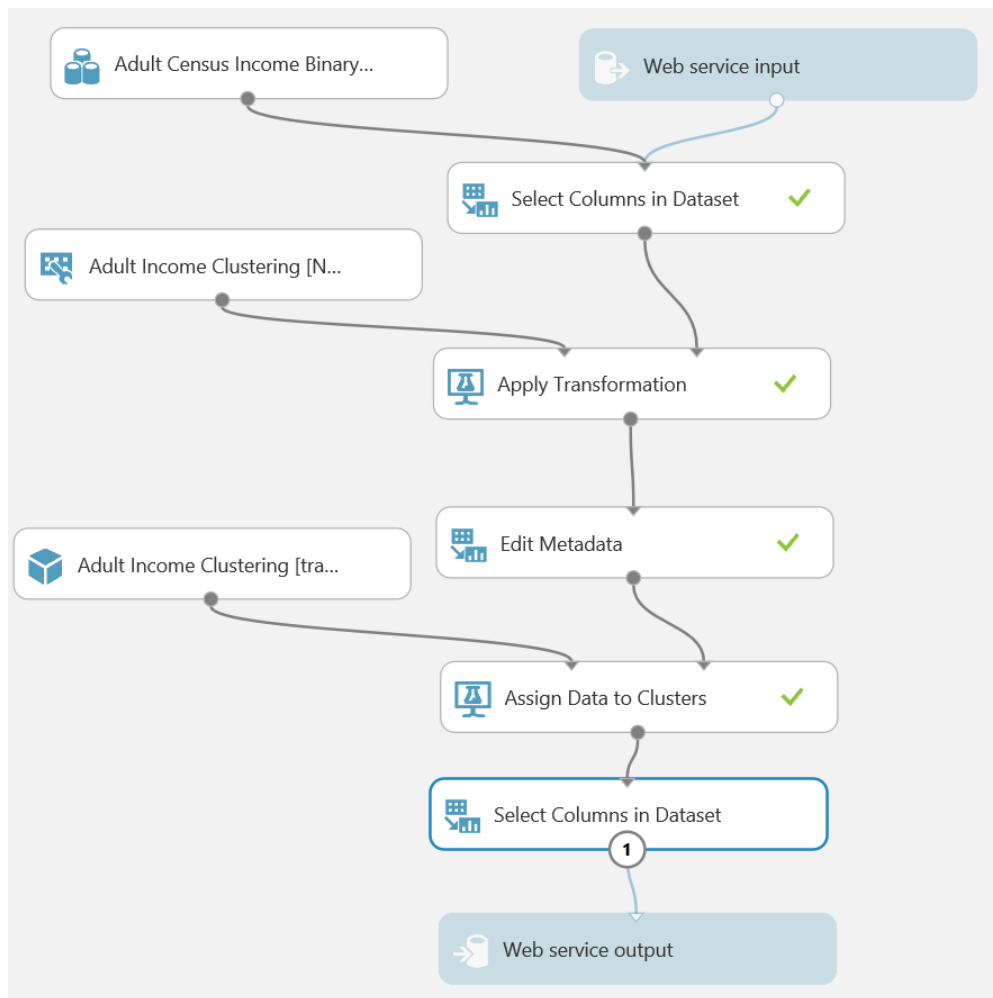 Adult Census Income Binary...
Web service input
Select Columns in Dataset
Adult Income Clustering [N...
Apply Transformation
Edit Metadata
Adult Income Clustering [tra...
Assign Data to Clusters
Select Columns in Dataset
1
Web service output